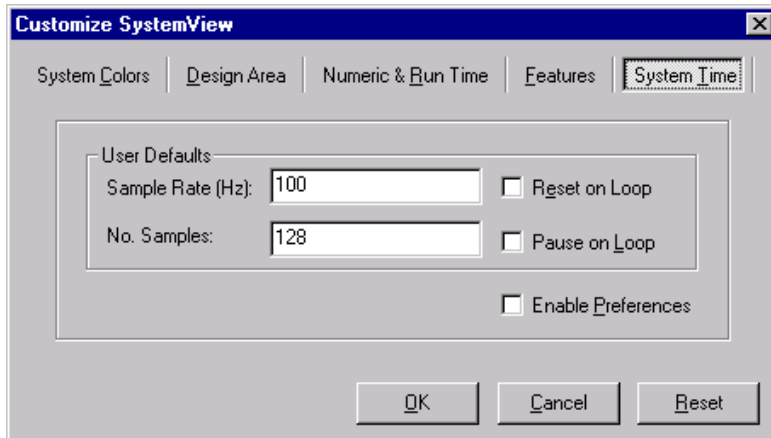 Customize SystemView
System Colors Design Area Numeric & Run Time Features System Time
User Defaults
Sample Rate (Hz): 100 Reset on Loop
No. Samples: 128 Pause on Loop
Enable Preferences
OK Cancel Reset